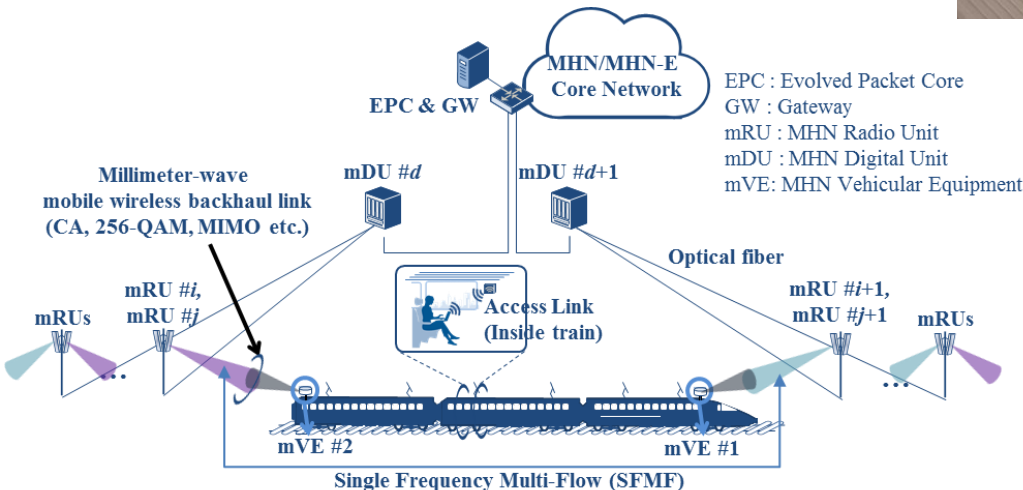 MHN/MHN-E
Core Network
EPC & GW
EPC : Evolved Packet Core
GW : Gateway
mRU : MHN Radio Unit
mDU : MHN Digital Unit
mVE: MHN Vehicular Equipment
mDU #d
mDU #d+1
Millimeter-wave
mobile wireless backhaul link
(CA, 256-QAM, MIMO etc.)
Optical fiber
mRU #i,
mRU #j
mRUs
...
Access Link
(Inside train)
mRU #i+1,
mRU #j+1
mRUs
...
mVE #2
mVE #1
Single Frequency Multi-Flow (SFMF)